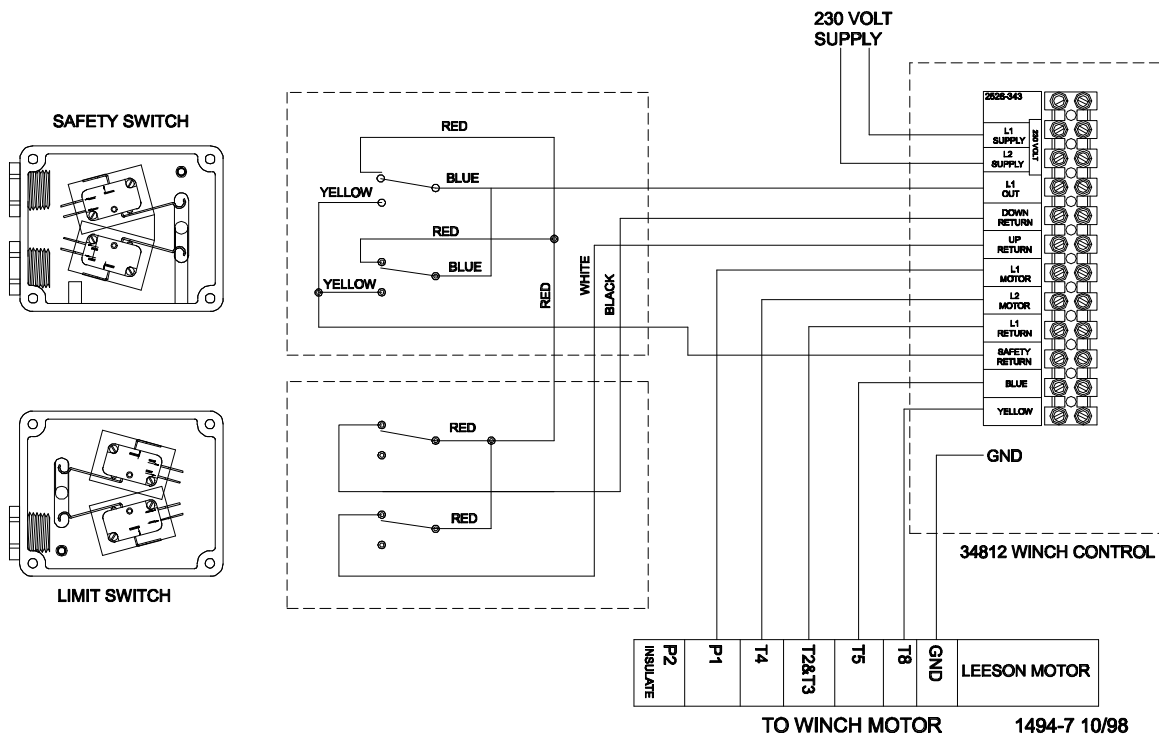 230 VOLT
SUPPLY
SAFETY SWITCH
RED
BLUE
YELLOW
RED
BLUE
YELLOW
RED
WHITE
BLACK
RED
RED
LIMIT SWITCH
2526-343
L1
SUPPLY
L2
SUPPLY
230 VOLT
L1
OUT
DOWN
RETURN
UP
RETURN
L1
MOTOR
L2
MOTOR
L1
RETURN
SAFETY
RETURN
BLUE
YELLOW
GND
34812 WINCH CONTROL
P2
INSULATE
P1
T4
T2&T3
T5
T8
GND
LEESON MOTOR
TO WINCH MOTOR
1494-7 10/98